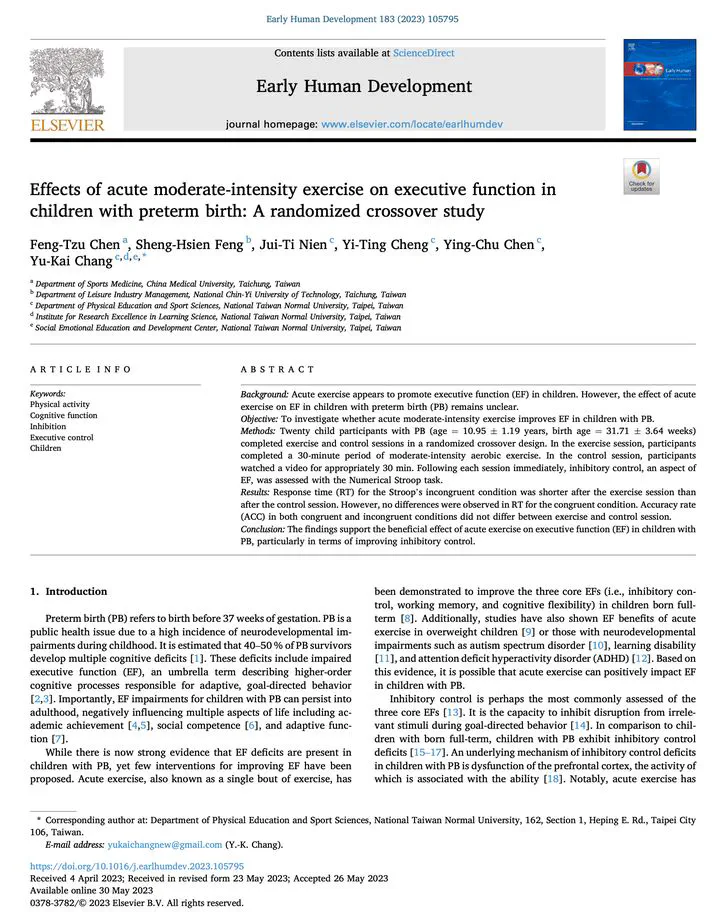 Early Human Development 183 (2023) 105795
Contents lists available at ScienceDirect
Early Human Development
journal homepage: www.elsevier.com/locate/earlhumdev
ELSEVIER
Check for
updates
Effects of acute moderate-intensity exercise on executive function in
children with preterm birth: A randomized crossover study
Feng-Tzu Chen a, Sheng-Hsien Feng b, Jui-Ti Nien c, Yi-Ting Cheng c, Ying-Chu Chen c,
Yu-Kai Chang c,d,e,*
a Department of Sports Medicine, China Medical University, Taichung, Taiwan
b Department of Leisure Industry Management, National Chin-Yi University of Technology, Taichung, Taiwan
c Department of Physical Education and Sport Sciences, National Taiwan Normal University, Taipei, Taiwan
d Institute for Research Excellence in Learning Science, National Taiwan Normal University, Taipei, Taiwan
e Social Emotional Education and Development Center, National Taiwan Normal University, Taipei, Taiwan
ARTICLE INFO
Keywords:
Physical activity
Cognitive function
Inhibition
Executive control
Children
ABSTRACT
Background: Acute exercise appears to promote executive function (EF) in children. However, the effect of acute
exercise on EF in children with preterm birth (PB) remains unclear.
Objective: To investigate whether acute moderate-intensity exercise improves EF in children with PB.
Methods: Twenty child participants with PB (age = 10.95 ± 1.19 years, birth age = 31.71 ± 3.64 weeks)
completed exercise and control sessions in a randomized crossover design. In the exercise session, participants
completed a 30-minute period of moderate-intensity aerobic exercise. In the control session, participants
watched a video for appropriately 30 min. Following each session immediately, inhibitory control, an aspect of
EF, was assessed with the Numerical Stroop task.
Results: Response time (RT) for the Stroop's incongruent condition was shorter after the exercise session than
after the control session. However, no differences were observed in RT for the congruent condition. Accuracy rate
(ACC) in both congruent and incongruent conditions did not differ between exercise and control session.
Conclusion: The findings support the beneficial effect of acute exercise on executive function (EF) in children with
PB, particularly in terms of improving inhibitory control.
1. Introduction
Preterm birth (PB) refers to birth before 37 weeks of gestation. PB is a
public health issue due to a high incidence of neurodevelopmental im-
pairments during childhood. It is estimated that 40–50 % of PB survivors
develop multiple cognitive deficits [1]. These deficits include impaired
executive function (EF), an umbrella term describing higher-order
cognitive processes responsible for adaptive, goal-directed behavior
[2,3]. Importantly, EF impairments for children with PB can persist into
adulthood, negatively influencing multiple aspects of life including ac-
ademic achievement [4,5], social competence [6], and adaptive func-
tion [7].
While there is now strong evidence that EF deficits are present in
children with PB, yet few interventions for improving EF have been
proposed. Acute exercise, also known as a single bout of exercise, has
been demonstrated to improve the three core EFs (i.e., inhibitory con-
trol, working memory, and cognitive flexibility) in children born full-
term [8]. Additionally, studies have also shown EF benefits of acute
exercise in overweight children [9] or those with neurodevelopmental
impairments such as autism spectrum disorder [10], learning disability
[11], and attention deficit hyperactivity disorder (ADHD) [12]. Based on
this evidence, it is possible that acute exercise can positively impact EF
in children with PB.
Inhibitory control is perhaps the most commonly assessed of the
three core EFs [13]. It is the capacity to inhibit disruption from irrele-
vant stimuli during goal-directed behavior [14]. In comparison to chil-
dren with born full-term, children with PB exhibit inhibitory control
deficits [15–17]. An underlying mechanism of inhibitory control deficits
in children with PB is dysfunction of the prefrontal cortex, the activity of
which is associated with the ability [18]. Notably, acute exercise has
* Corresponding author at: Department of Physical Education and Sport Sciences, National Taiwan Normal University, 162, Section 1, Heping E. Rd., Taipei City
106, Taiwan.
E-mail address: yukaichangnew@gmail.com (Y.-K. Chang).
https://doi.org/10.1016/j.earlhumdev.2023.105795
Received 4 April 2023; Received in revised form 23 May 2023; Accepted 26 May 2023
Available online 30 May 2023
0378-3782/© 2023 Elsevier B.V. All rights reserved.